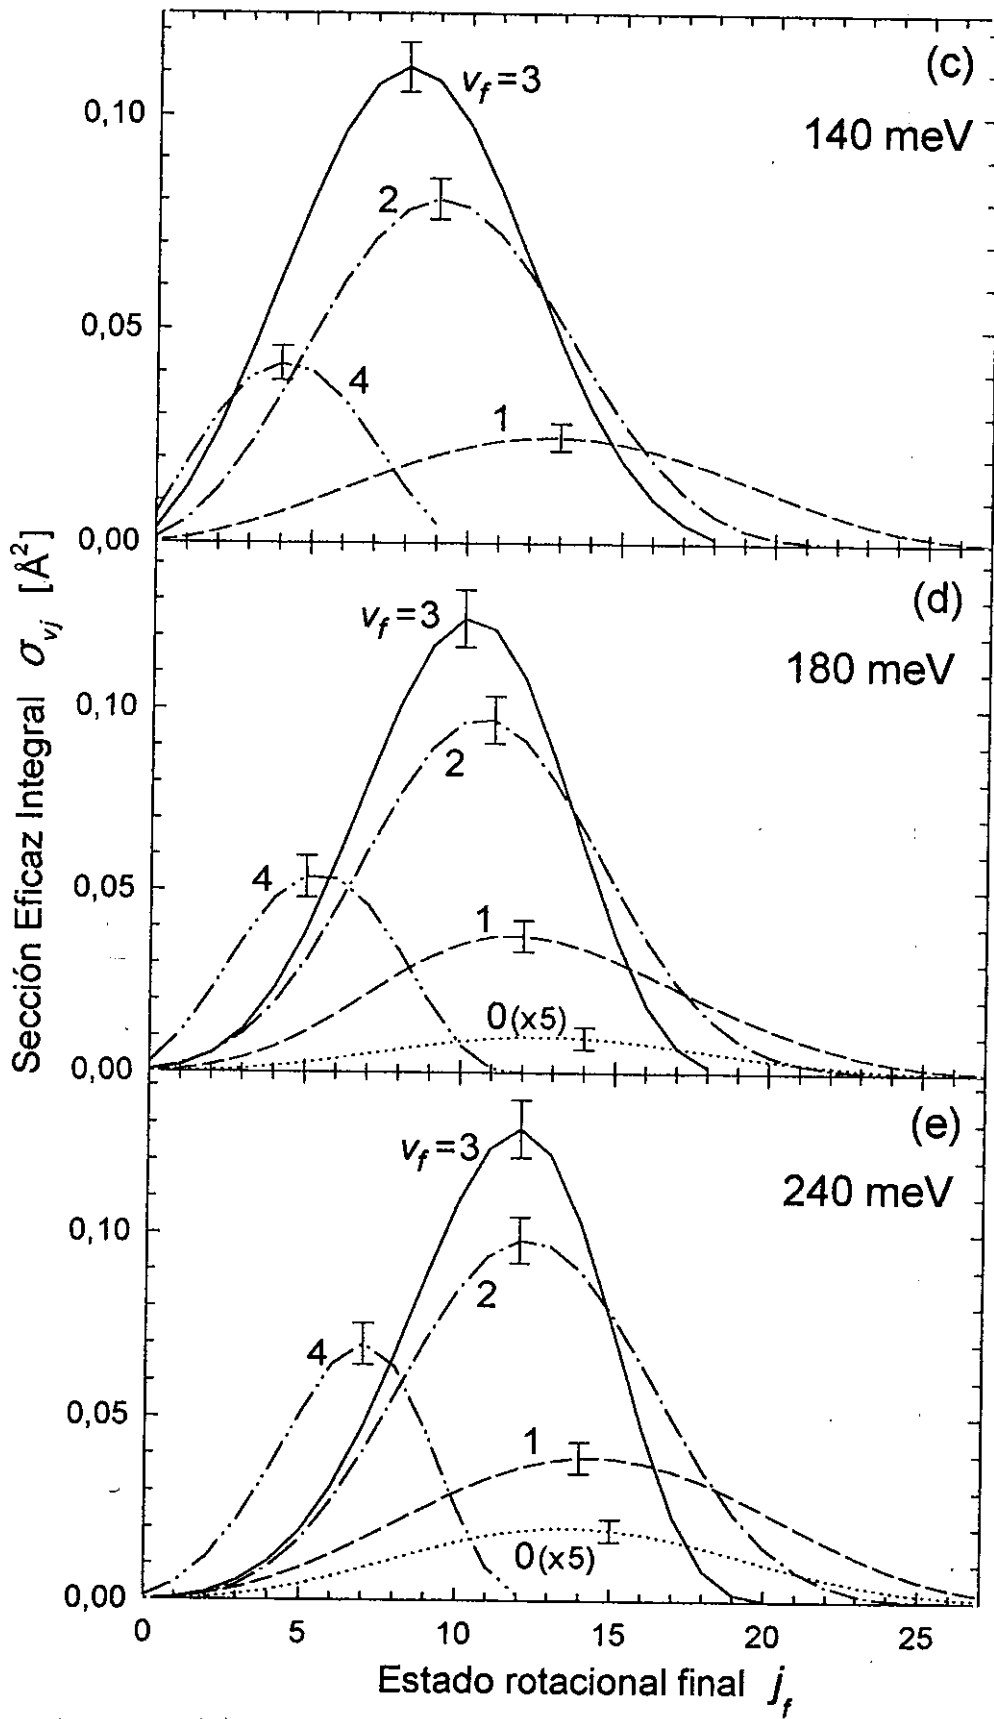 (c)
140 meV
v_f=3
2
4
1
0,10
0,05
0,00
(d)
180 meV
v_f=3
2
4
1
0(x5)
0,10
0,05
0,00
(e)
240 meV
v_f=3
2
4
1
0(x5)
0,10
0,05
0,00
0 5 10 15 20 25
Sección Eficaz Integral σ_vj [Å²]
Estado rotacional final j_f